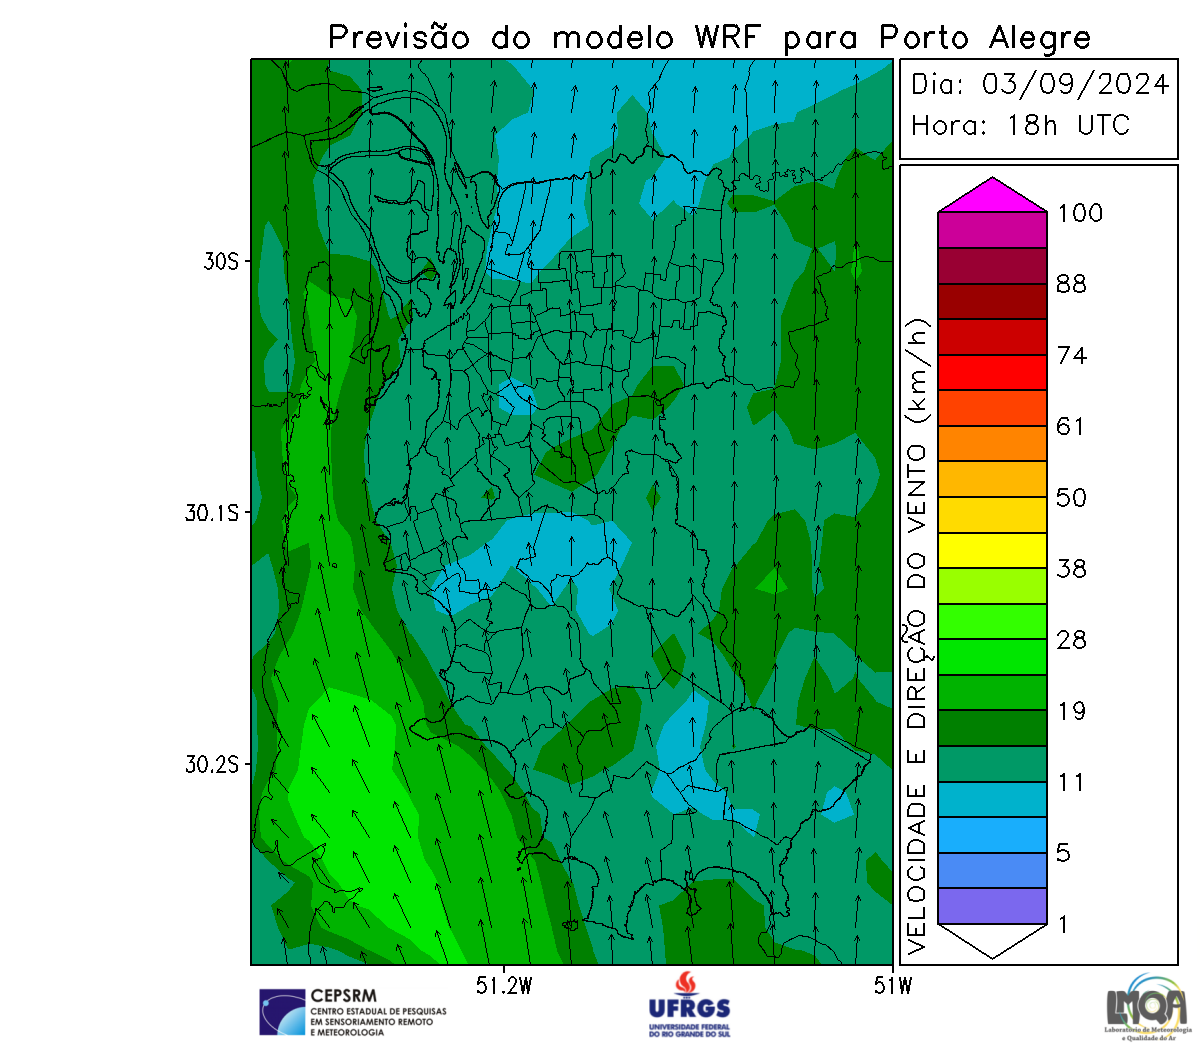 Previsão do modelo WRF para Porto Alegre
Dia: 03/09/2024
Hora: 18h UTC
VELOCIDADE E DIREÇÃO DO VENTO (km/h)
100
88
74
61
50
38
28
19
11
5
1
30S
30.1S
30.2S
51.2W
51W
CEPSRM
CENTRO ESTADUAL DE PESQUISAS
EM SENSORIAMENTO REMOTO
E METEOROLOGIA
UFRGS
UNIVERSIDADE FEDERAL
DO RIO GRANDE DO SUL
LMQA
Laboratório de Meteorologia
e Qualidade do Ar